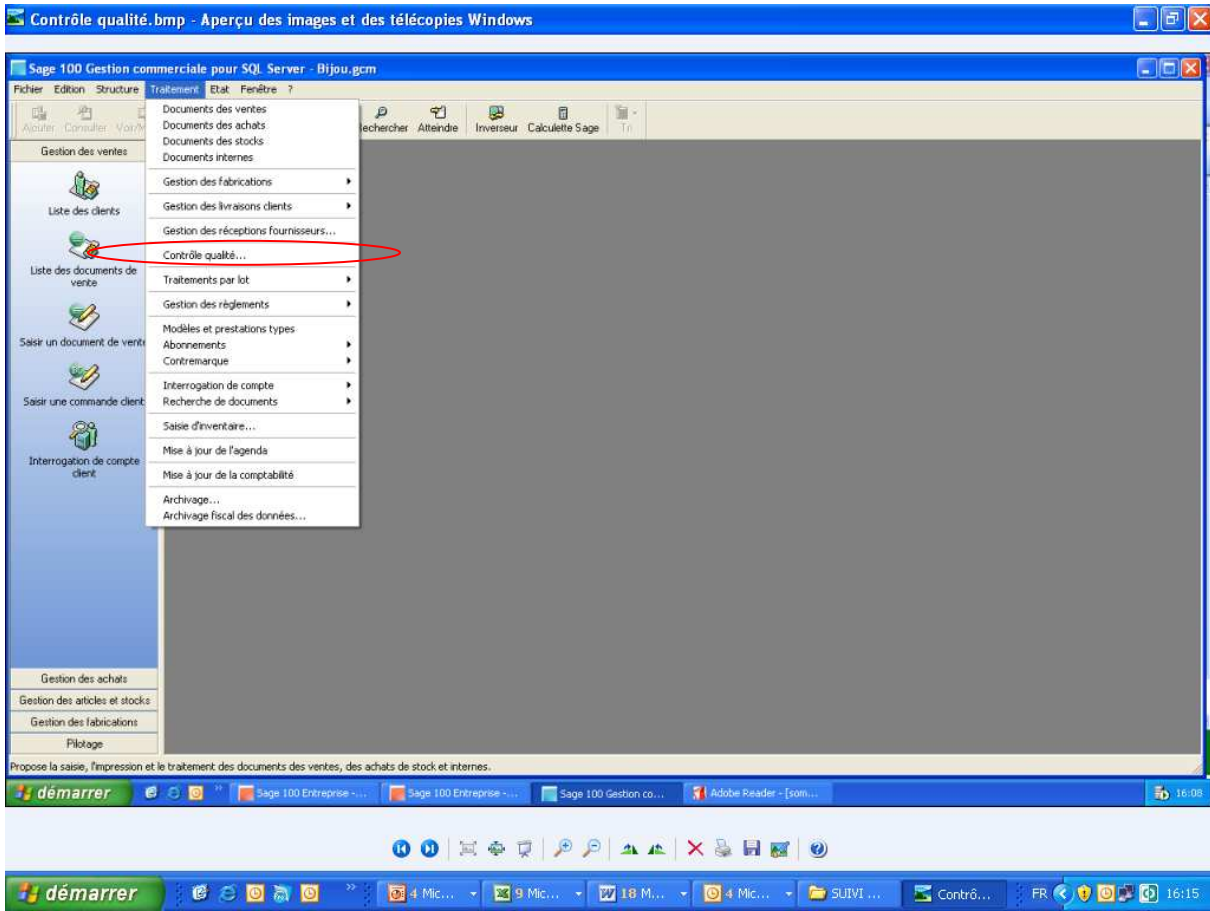 Contrôle qualité.bmp - Aperçu des images et des télécopies Windows
Sage 100 Gestion commerciale pour SQL Server - Bijou.gcm
Fichier Edition Structure Traitement Etat Fenêtre ?
Ajouter Consulter Rechercher Atteindre Inverseur Calculette Sage Tri
Gestion des ventes
Liste des clients
Liste des documents de
vente
Saisir un document de vente
Saisir une commande client
Interrogation de compte
client
Gestion des achats
Gestion des articles et stocks
Gestion des fabrications
Pilotage
Documents des ventes
Documents des achats
Documents des stocks
Documents internes
Gestion des fabrications
Gestion des livraisons clients
Gestion des réceptions fournisseurs...
Contrôle qualité...
Traitements par lot
Gestion des règlements
Modèles et prestations types
Abonnements
Contremarque
Interrogation de compte
Recherche de documents
Saisie d'inventaire...
Mise à jour de l'agenda
Mise à jour de la comptabilité
Archivage...
Archivage fiscal des données...
Propose la saisie, l'impression et le traitement des documents des ventes, des achats de stock et internes.
démarrer Sage 100 Entreprise -... Sage 100 Entreprise -... Sage 100 Gestion co... Adobe Reader - [som... 16:08
démarrer 4 Mic... 9 Mic... 18 M... 4 Mic... SUIVI ... Contrô... FR 16:15